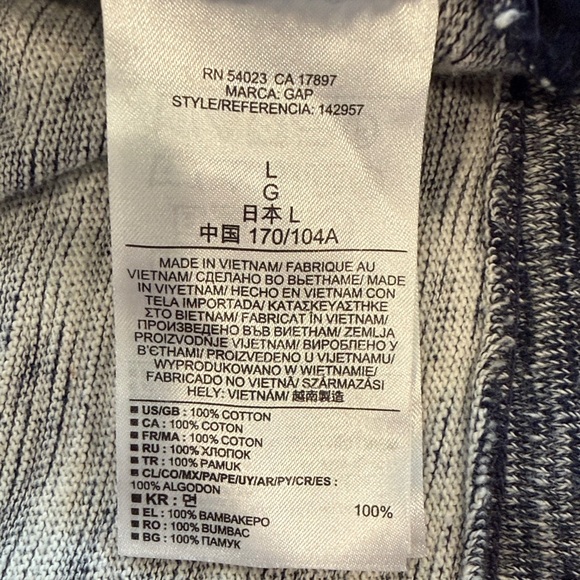 RN 54023 CA 17897
MARCA: GAP
STYLE/REFERENCIA: 142957
L
G
日本 L
中国 170/104A
MADE IN VIETNAM/ FABRIQUE AU
VIETNAM/ СДЕЛАНО ВО ВЬЕТНАМЕ/ MADE
IN VIYETNAM/ HECHO EN VIETNAM CON
TELA IMPORTADA/ ΚΑΤΑΣΚΕΥΑΣΤΗΚΕ
ΣΤΟ ΒΙΕΤΝΑΜ/ FABRICAT ÎN VIETNAM/
ПРОИЗВЕДЕНО ВЪВ ВИЕТНАМ/ ZEMLJA
PROIZVODNJE VIJETNAM/ ВИРОБЛЕНО У
В'ЄТНАМІ/ PROIZVEDENO U VIJETNAMU/
WYPRODUKOWANO W WIETNAMIE/
FABRICADO NO VIETNÃ/ SZÁRMAZÁSI
HELY: VIETNAM/ 越南製造
■ US/GB : 100% COTTON
■ CA : 100% COTON
■ FR/MA : 100% COTON
■ RU : 100% ХЛОПОК
■ TR : 100% PAMUK
■ CL/CO/MX/PA/PE/UY/AR/PY/CR/ES :
100% ALGODON
■ KR : 면 100%
■ EL : 100% ΒΑΜΒΑΚΕΡΟ
■ RO : 100% BUMBAC
■ BG : 100% ПАМУК